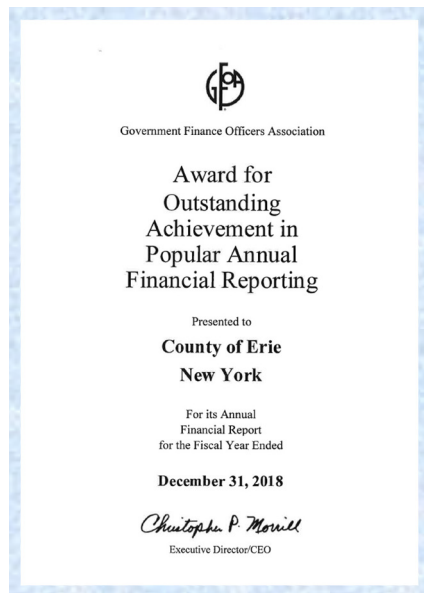 GFOA
Government Finance Officers Association
Award for
Outstanding
Achievement in
Popular Annual
Financial Reporting
Presented to
County of Erie
New York
For its Annual
Financial Report
for the Fiscal Year Ended
December 31, 2018
Christopher P. Morrill
Executive Director/CEO